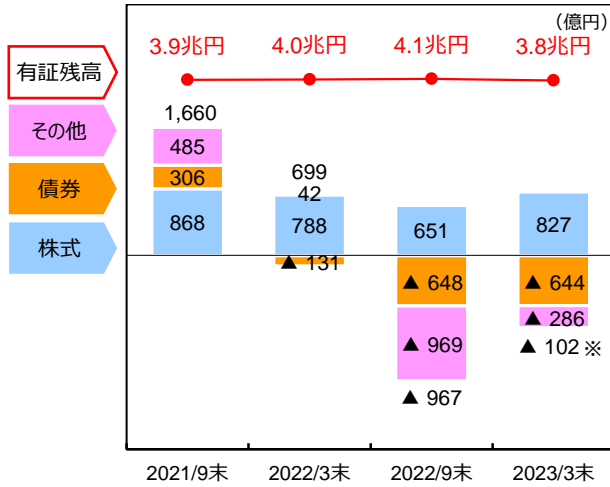 （億円）
3.9兆円 4.0兆円 4.1兆円 3.8兆円
有証残高
1,660
その他
485
699
債券
306
42
株式
868 788 651 827
▲ 131 ▲ 648 ▲ 644
▲ 286
▲ 969
▲ 102 ※
▲ 967
2021/9末 2022/3末 2022/9末 2023/3末